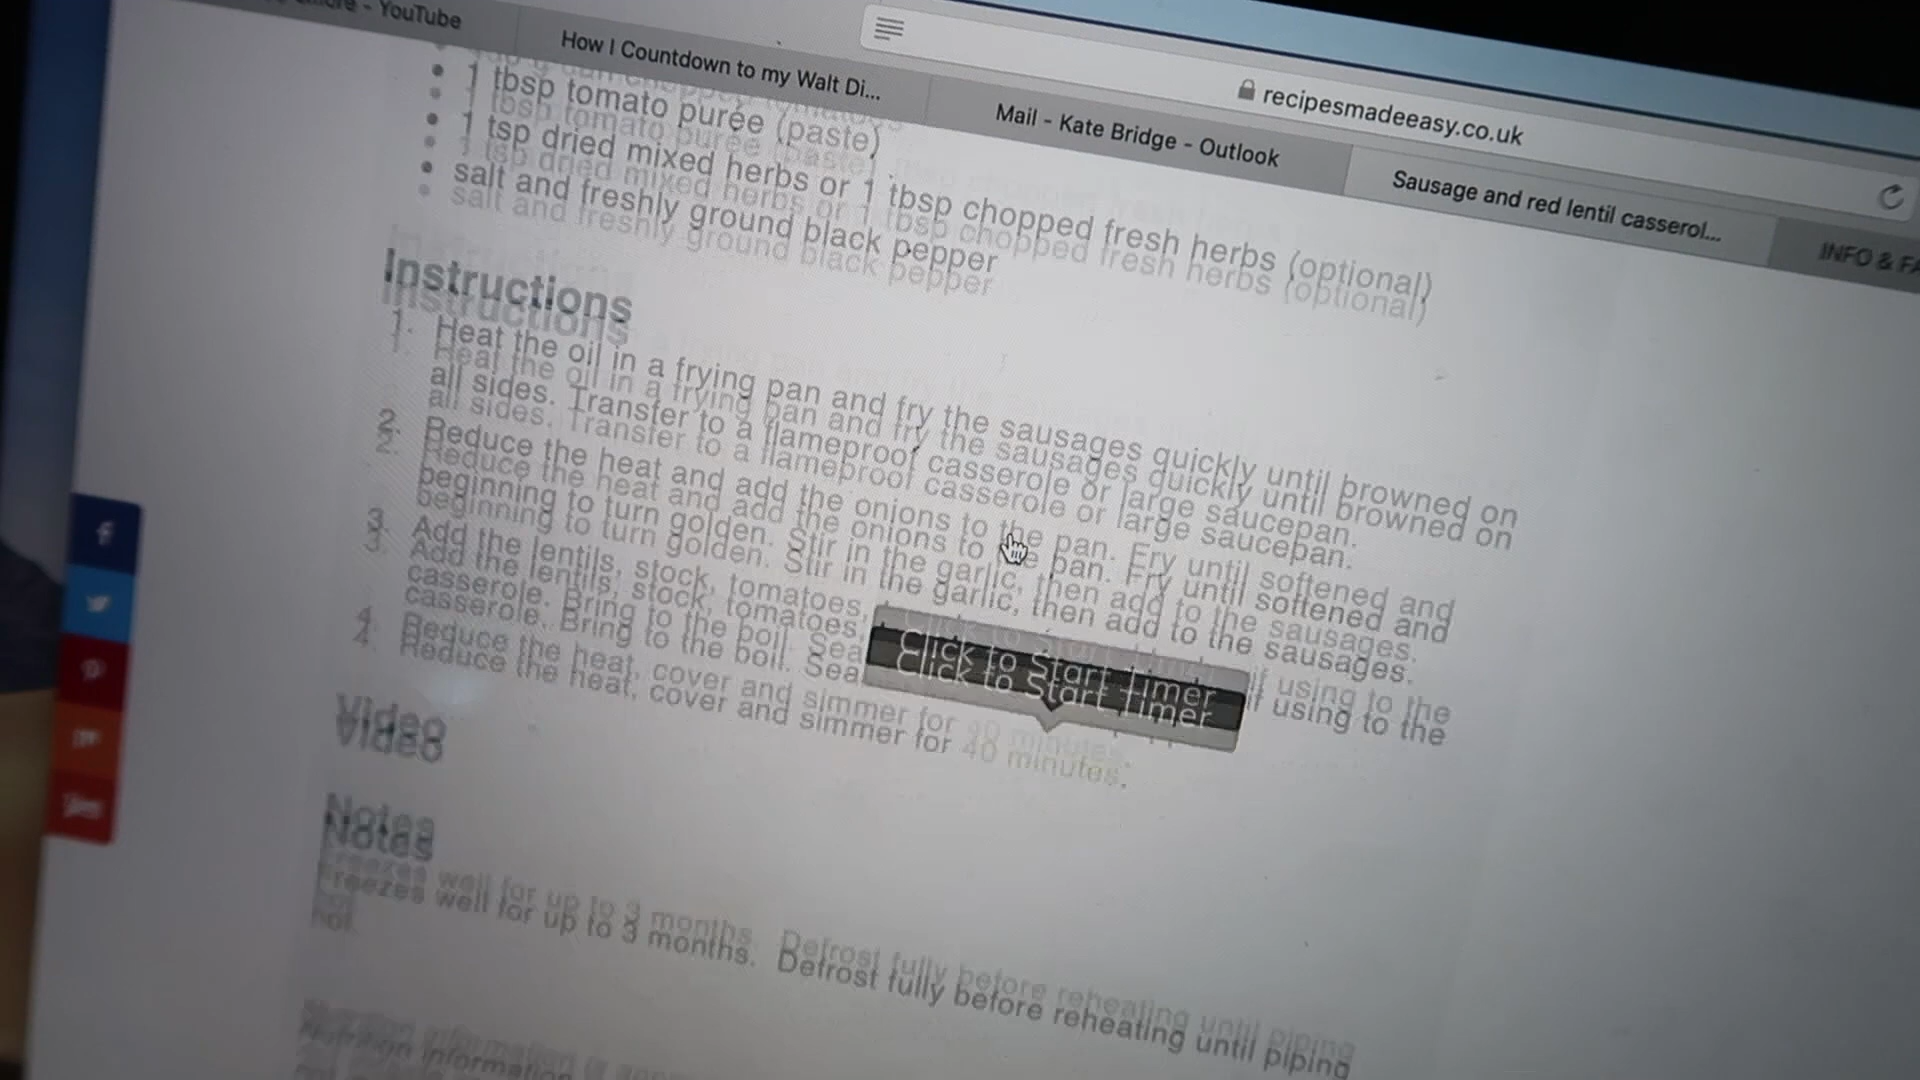 - YouTube
How I Countdown to my Walt Di...
Mail - Kate Bridge - Outlook
recipesmadeeasy.co.uk
Sausage and red lentil casserol...
INFO & FA
1 tbsp tomato purée (paste)
1 tsp dried mixed herbs or 1 tbsp chopped fresh herbs (optional)
salt and freshly ground black pepper
Instructions
1. Heat the oil in a frying pan and fry the sausages quickly until browned on
all sides. Transfer to a flameproof casserole or large saucepan.
2. Reduce the heat and add the onions to the pan. Fry until softened and
beginning to turn golden. Stir in the garlic, then add to the sausages.
3. Add the lentils, stock, tomatoes,
if using to the
casserole. Bring to the boil. Sea
Click to Start Timer
4. Reduce the heat, cover and simmer for 40 minutes.
Video
Notes
Freezes well for up to 3 months. Defrost fully before reheating until piping
hot
Nutrition information